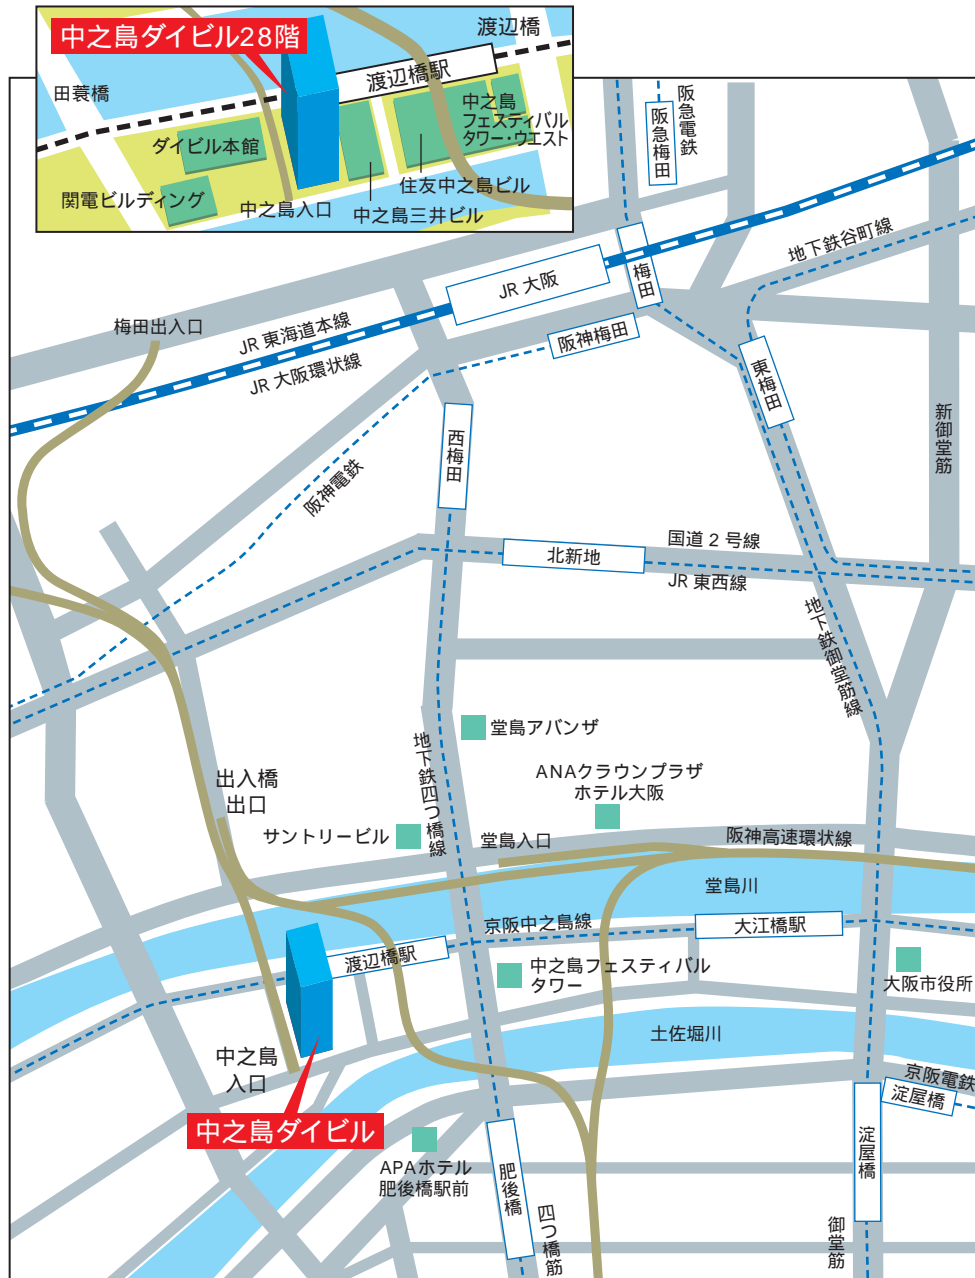 中之島ダイビル28階
渡辺橋
渡辺橋駅
田蓑橋
中之島
フェスティバル
タワー・ウエスト
ダイビル本館
住友中之島ビル
関電ビルディング
中之島入口
中之島三井ビル
阪急電鉄
阪急梅田
地下鉄谷町線
梅田
JR 大阪
梅田出入口
JR 東海道本線
阪神梅田
JR 大阪環状線
東梅田
新御堂筋
西梅田
阪神電鉄
国道 2 号線
北新地
JR 東西線
地下鉄御堂筋線
堂島アバンザ
地下鉄四つ橋線
ANAクラウンプラザ
ホテル大阪
出入橋
出口
サントリービル
堂島入口
阪神高速環状線
堂島川
京阪中之島線
大江橋駅
渡辺橋駅
中之島フェスティバル
タワー
大阪市役所
土佐堀川
中之島
入口
京阪電鉄
淀屋橋
中之島ダイビル
淀屋橋
APAホテル
肥後橋駅前
肥後橋
四つ橋筋
御堂筋